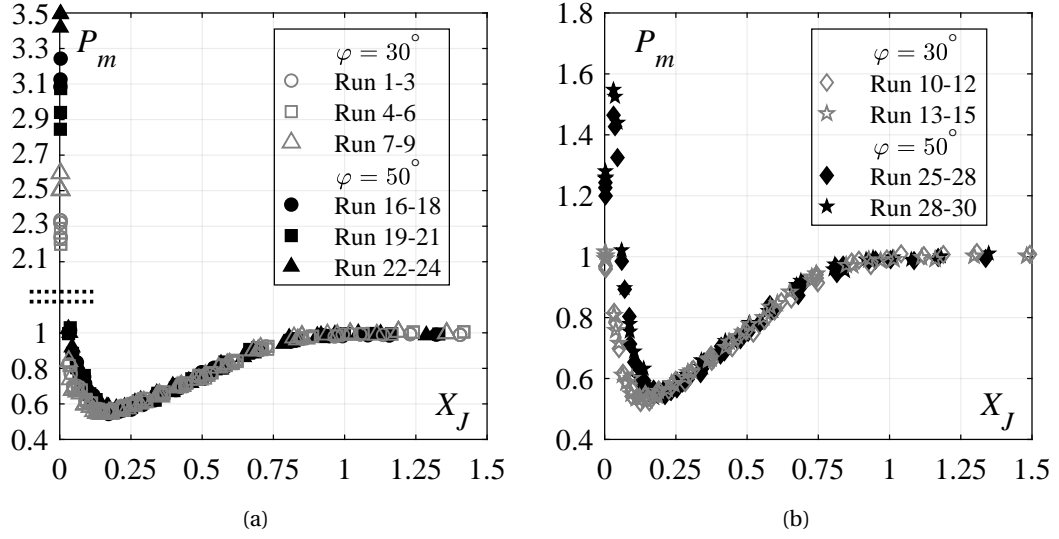 3.5
3.3
3.1
2.9
2.7
2.5
2.3
2.1
1
0.8
0.6
0.4
P_m
φ = 30°
Run 1-3
Run 4-6
Run 7-9
φ = 50°
Run 16-18
Run 19-21
Run 22-24
X_J
0 0.25 0.5 0.75 1 1.25 1.5
(a)
1.8
1.6
1.4
1.2
1
0.8
0.6
0.4
P_m
φ = 30°
Run 10-12
Run 13-15
φ = 50°
Run 25-28
Run 28-30
X_J
0 0.25 0.5 0.75 1 1.25 1.5
(b)